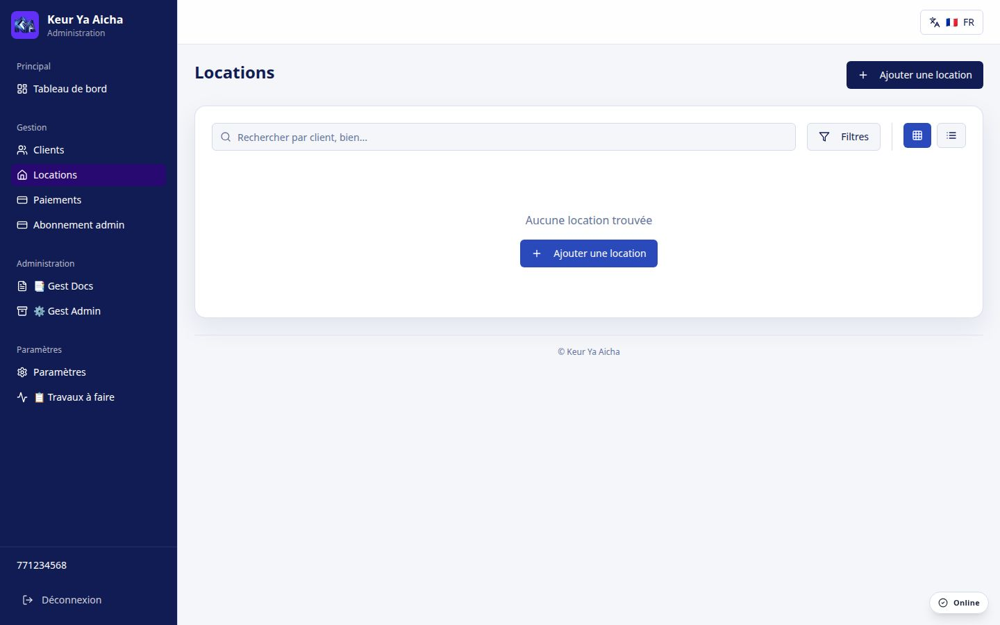 Keur Ya Aicha
Administration
Principal
Tableau de bord
Gestion
Clients
Locations
Paiements
Abonnement admin
Administration
Gest Docs
Gest Admin
Paramètres
Paramètres
Travaux à faire
771234568
Déconnexion
FR
Locations
Ajouter une location
Rechercher par client, bien...
Filtres
Aucune location trouvée
Ajouter une location
© Keur Ya Aicha
Online